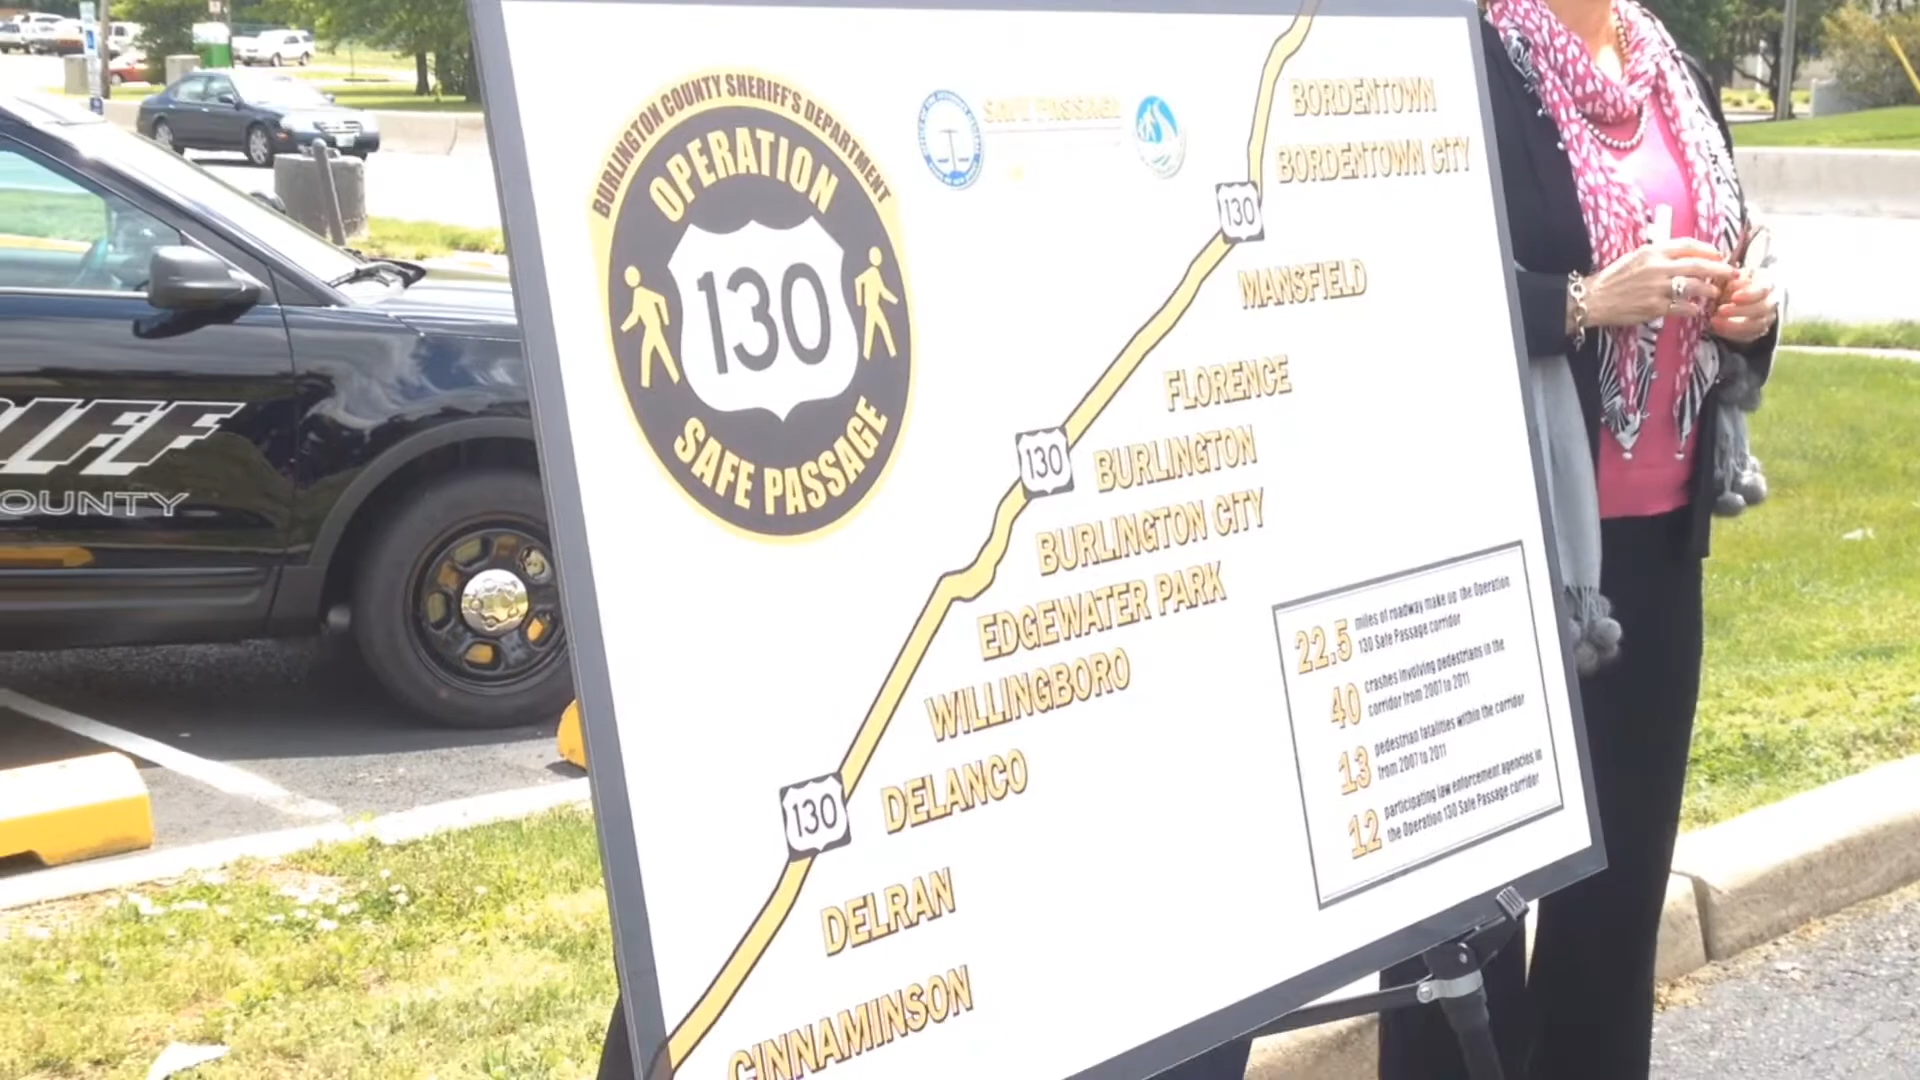 BURLINGTON COUNTY SHERIFF'S DEPARTMENT
OPERATION
130
SAFE PASSAGE
SAFE PASSAGE
BORDENTOWN
BORDENTOWN CITY
130
MANSFIELD
FLORENCE
130
BURLINGTON
BURLINGTON CITY
EDGEWATER PARK
WILLINGBORO
DELANCO
130
DELRAN
CINNAMINSON
22.5 miles of roadway make up the Operation
130 Safe Passage corridor
40 crashes involving pedestrians in the
corridor from 2007 to 2011
13 pedestrian fatalities within the corridor
from 2007 to 2011
12 participating law enforcement agencies in
the Operation 130 Safe Passage corridor
IFF
OUNTY